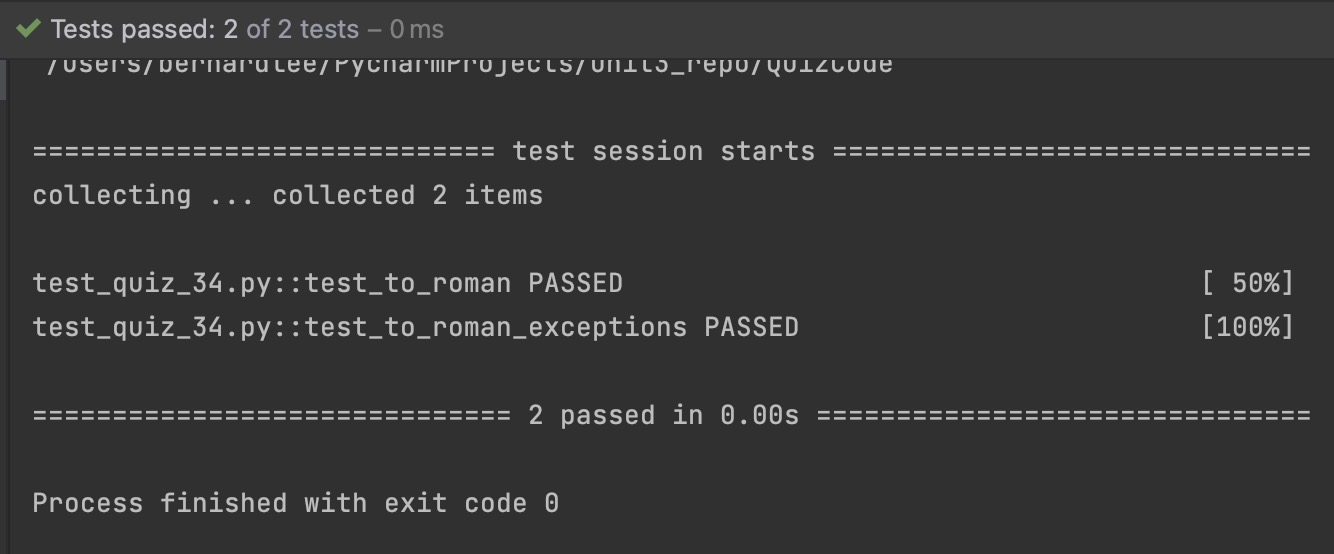 Tests passed: 2 of 2 tests – 0 ms
/Users/bernardtee/PycharmProjects/Unit3_repo/QuizCode
============================= test session starts ==============================
collecting ... collected 2 items
test_quiz_34.py::test_to_roman PASSED [ 50%]
test_quiz_34.py::test_to_roman_exceptions PASSED [100%]
============================== 2 passed in 0.00s ===============================
Process finished with exit code 0